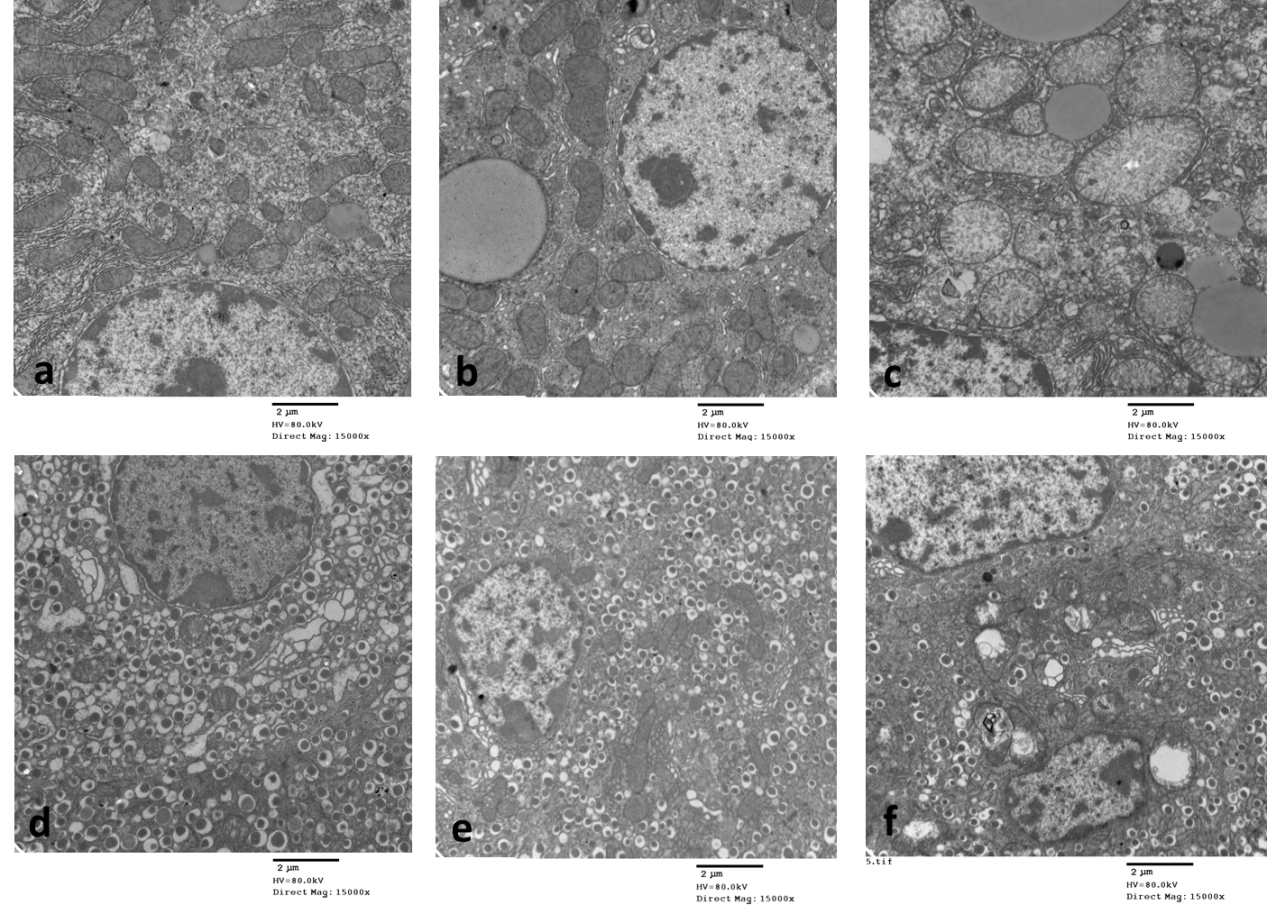 a
b
c
2 µm
HV=80.0kV
Direct Mag: 15000x
2 µm
HV=80.0kV
Direct Mag: 15000x
2 µm
HV=80.0kV
Direct Mag: 15000x
d
e
f
5.tif
2 µm
HV=80.0kV
Direct Mag: 15000x
2 µm
HV=80.0kV
Direct Mag: 15000x
2 µm
HV=80.0kV
Direct Mag: 15000x